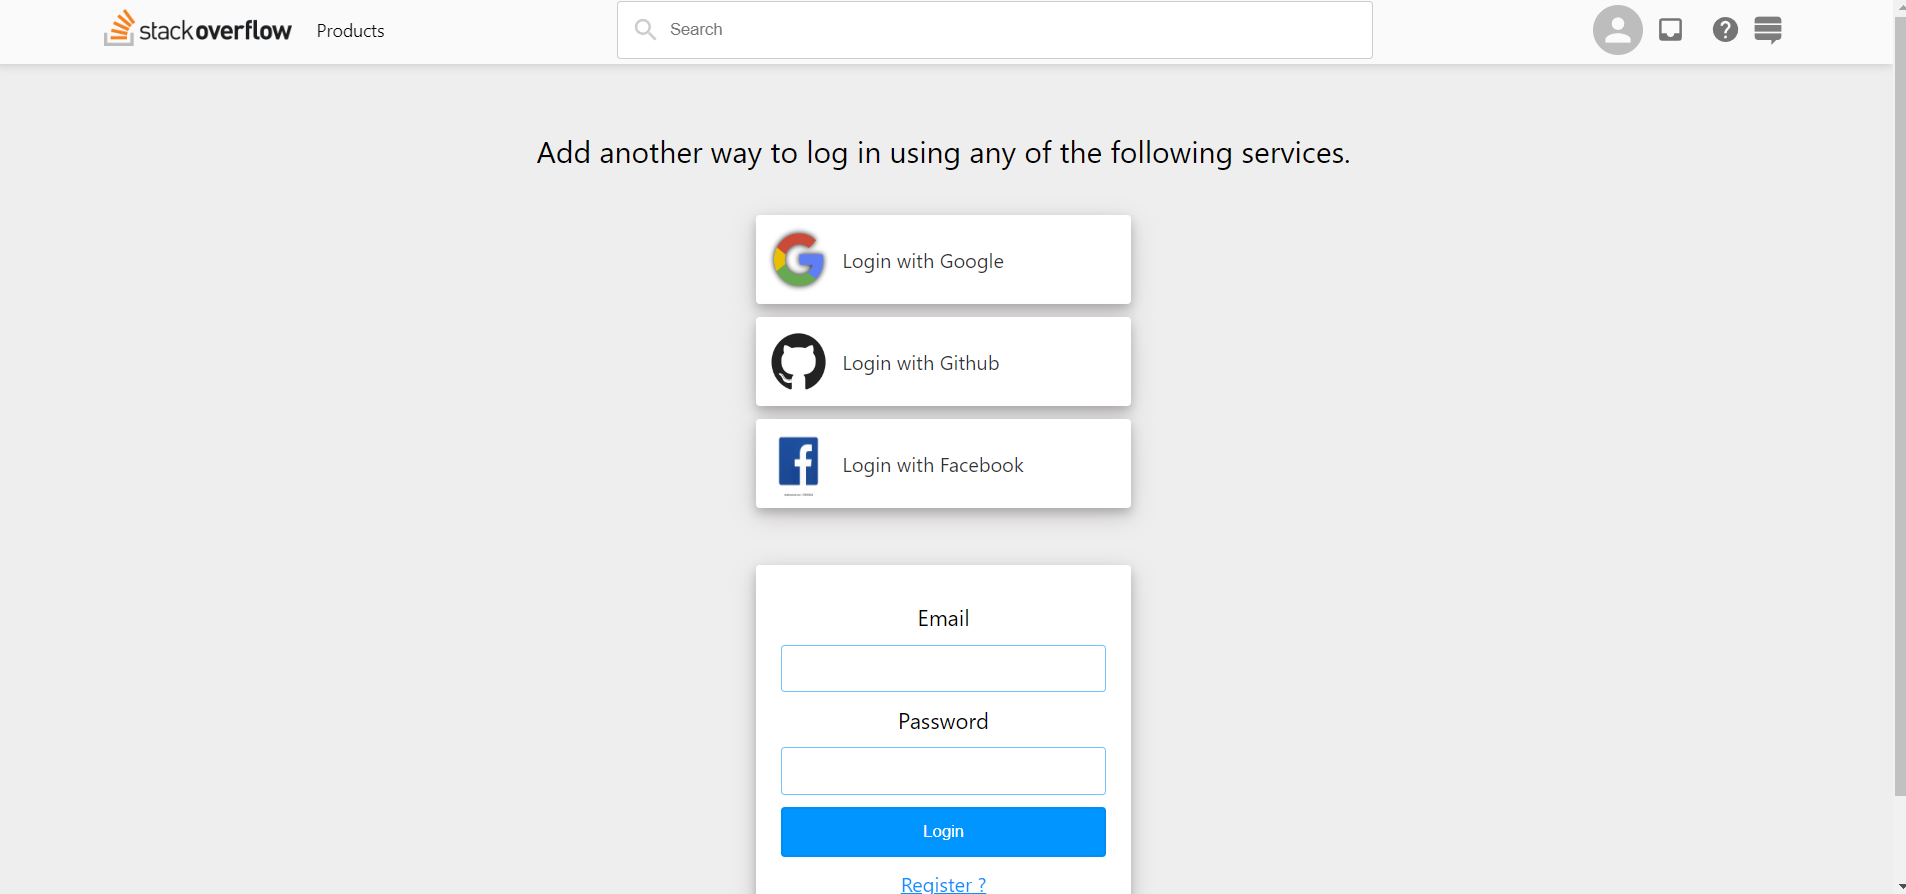 stackoverflow Products Search
Add another way to log in using any of the following services.
Login with Google
Login with Github
Login with Facebook
Email
Password
Login
Register ?